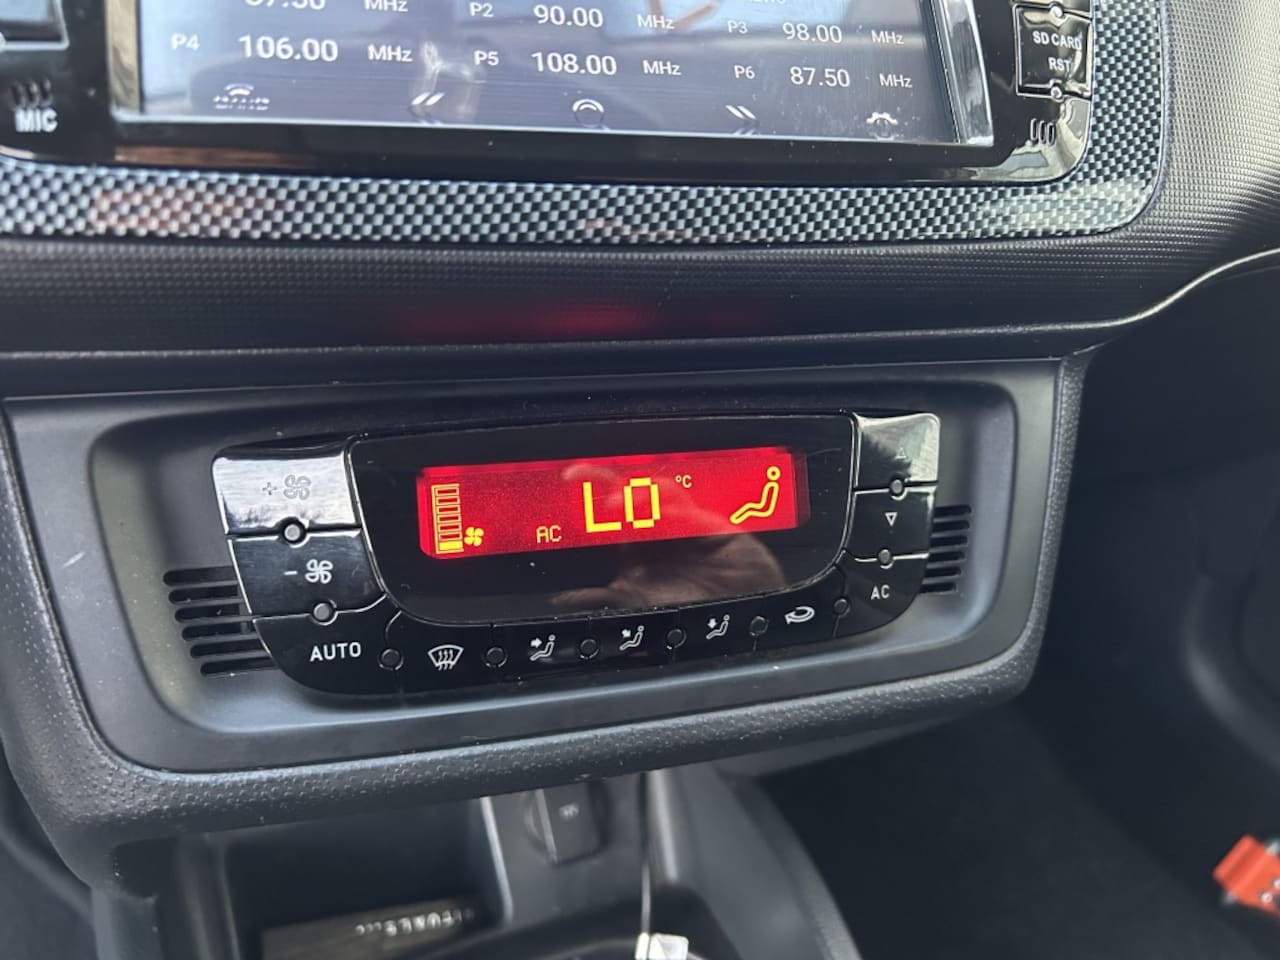 MHz
P2 90.00 MHz
P3 98.00 MHz
P4 106.00 MHz
P5 108.00 MHz
P6 87.50 MHz
SD CARD
RST
MIC
AC LO °C
AUTO
AC